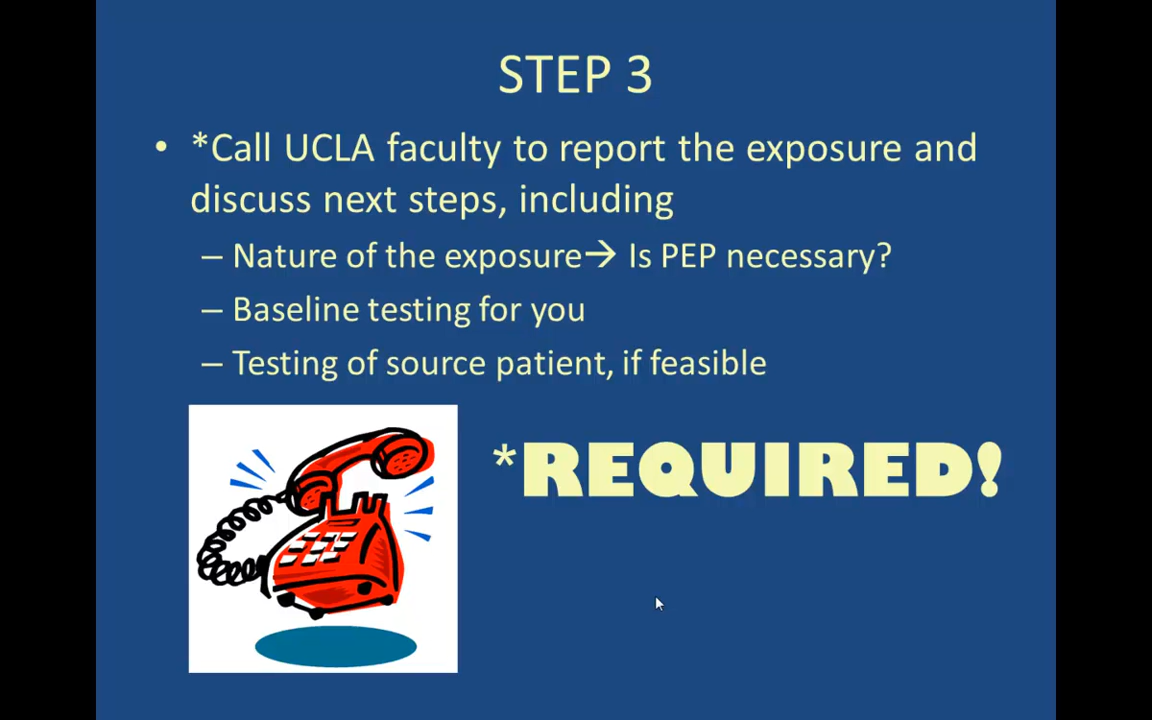 STEP 3
• *Call UCLA faculty to report the exposure and
discuss next steps, including
– Nature of the exposure→ Is PEP necessary?
– Baseline testing for you
– Testing of source patient, if feasible
*REQUIRED!